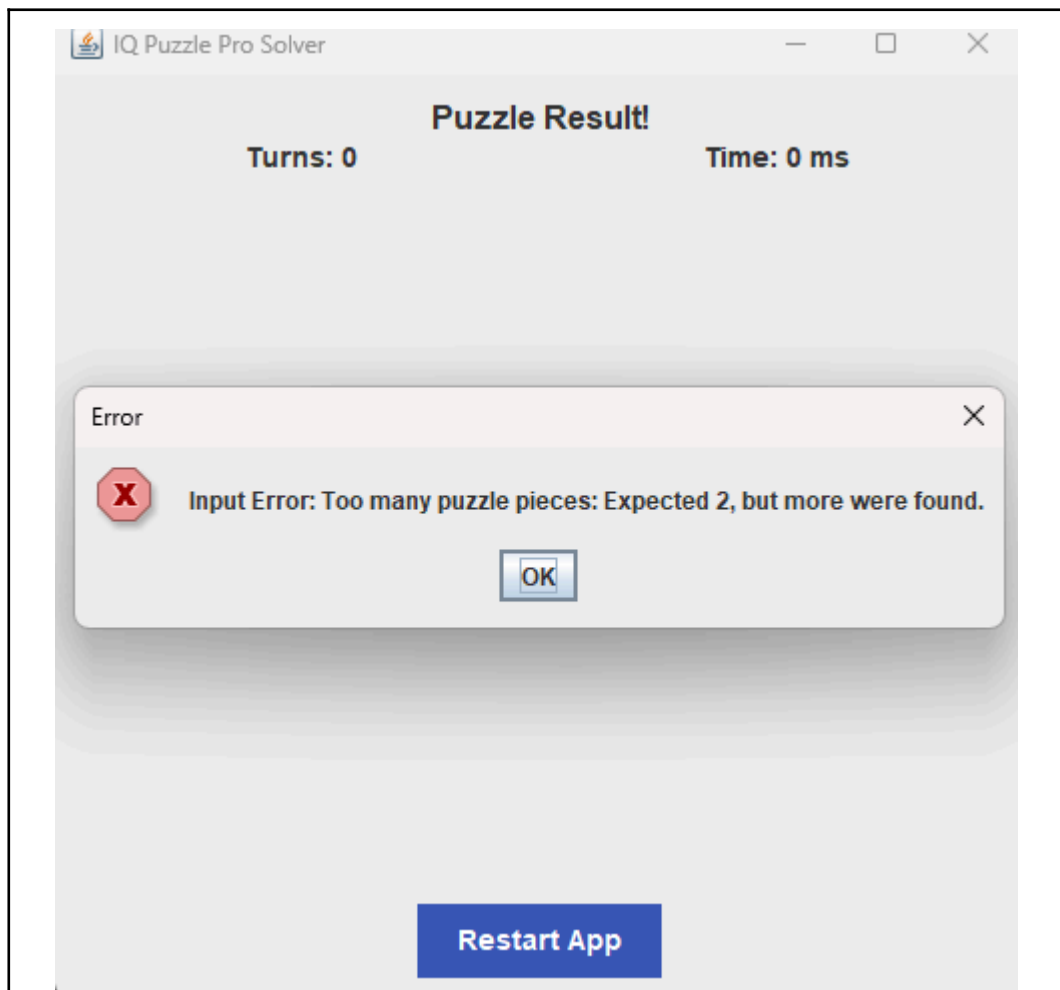 IQ Puzzle Pro Solver
Puzzle Result!
Turns: 0 Time: 0 ms
Error
X
Input Error: Too many puzzle pieces: Expected 2, but more were found.
OK
Restart App